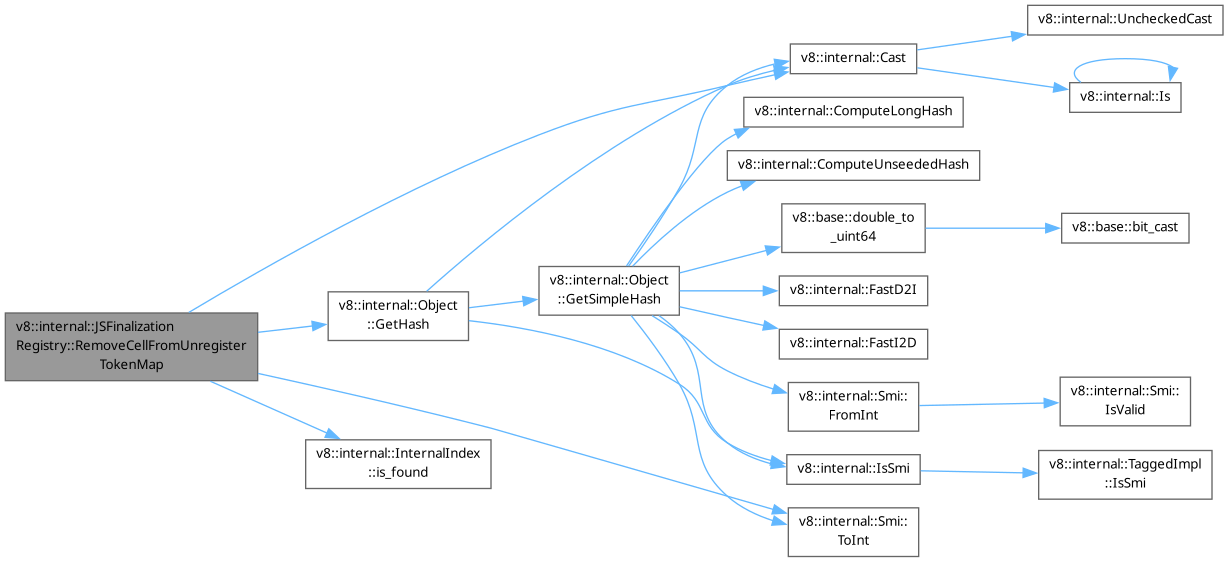 v8::internal::JSFinalization
Registry::RemoveCellFromUnregister
TokenMap
v8::internal::Object
::GetHash
v8::internal::InternalIndex
::is_found
v8::internal::Object
::GetSimpleHash
v8::internal::Cast
v8::internal::ComputeLongHash
v8::internal::ComputeUnseededHash
v8::base::double_to
_uint64
v8::internal::FastD2I
v8::internal::FastI2D
v8::internal::Smi::
FromInt
v8::internal::IsSmi
v8::internal::Smi::
ToInt
v8::internal::UncheckedCast
v8::internal::Is
v8::base::bit_cast
v8::internal::Smi::
IsValid
v8::internal::TaggedImpl
::IsSmi